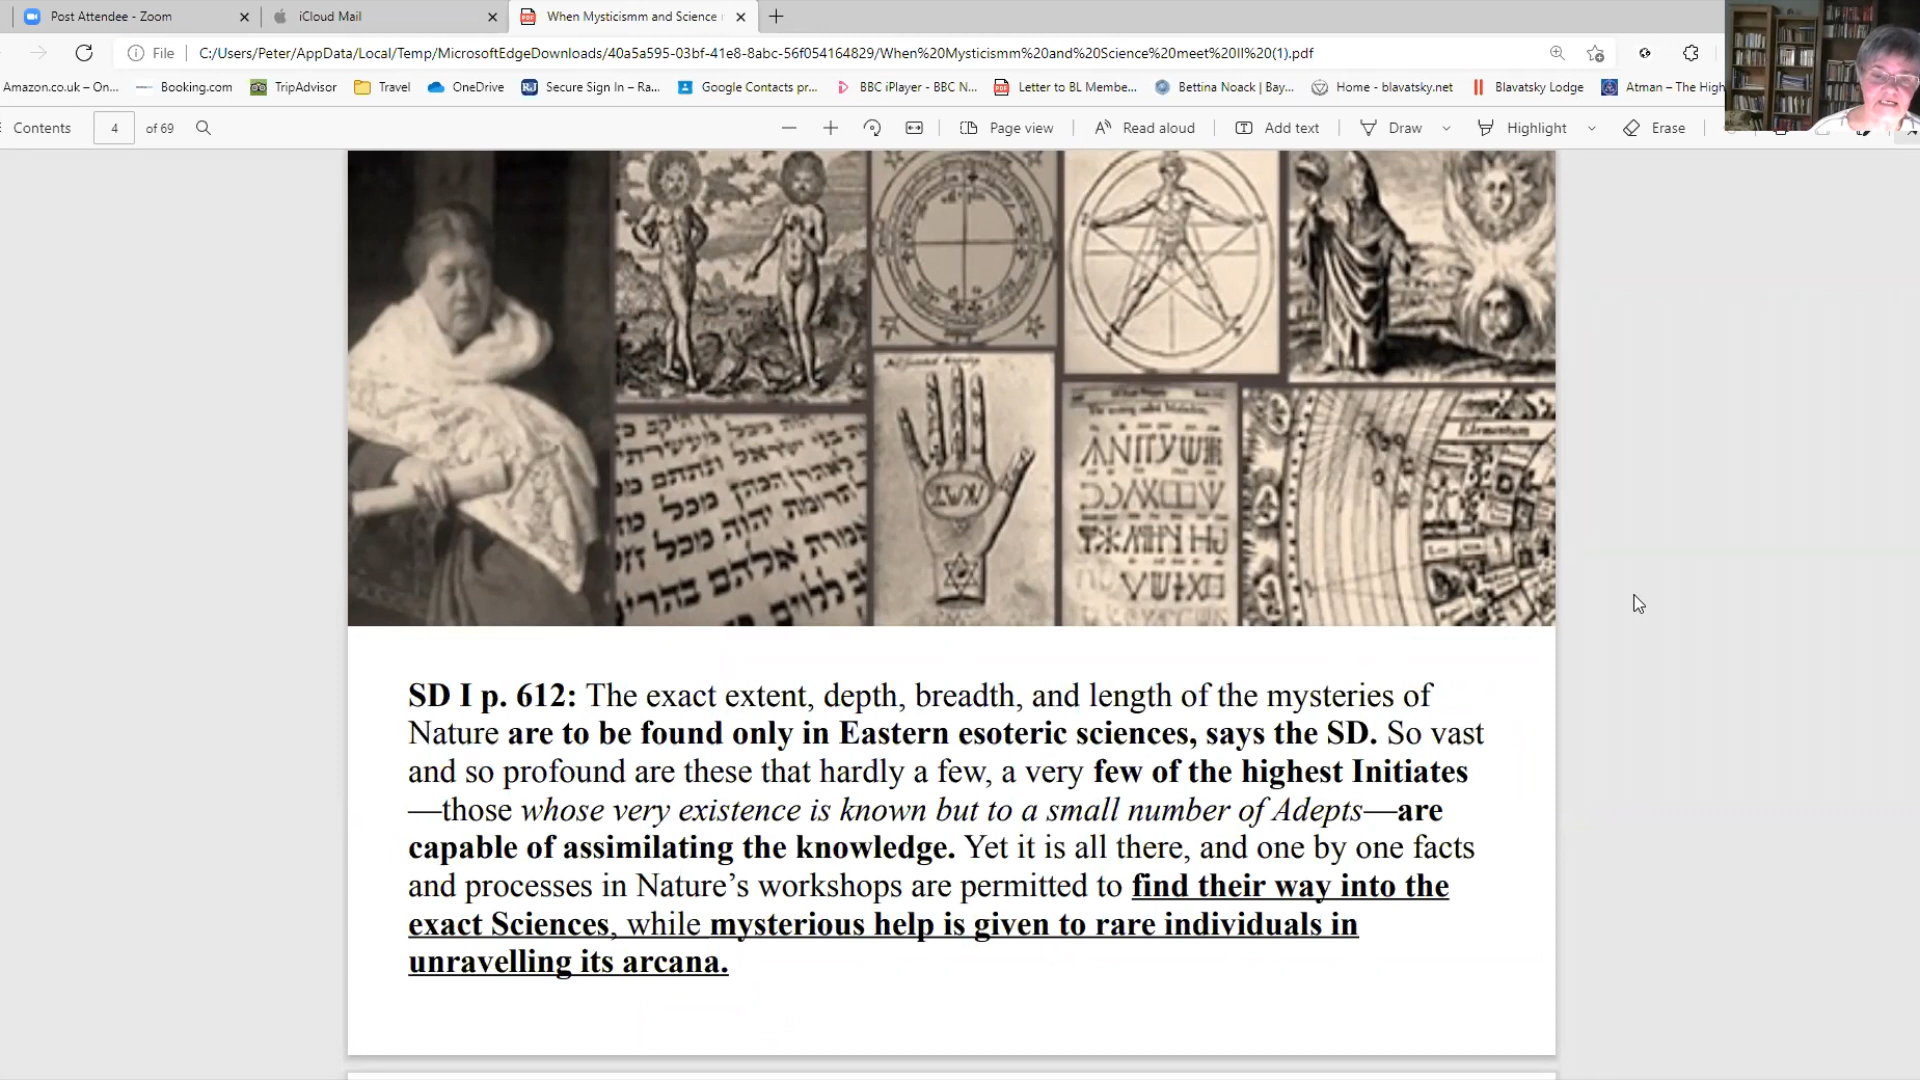 Post Attendee - Zoom
iCloud Mail
When Mysticismm and Science
File
C:/Users/Peter/AppData/Local/Temp/MicrosoftEdgeDownloads/40a5a595-03bf-41e8-8abc-56f054164829/When%20Mysticismm%20and%20Science%20meet%20II%20(1).pdf
Amazon.co.uk – On...
Booking.com
TripAdvisor
Travel
OneDrive
Secure Sign In – Ra...
Google Contacts pr...
BBC iPlayer - BBC N...
Letter to BL Membe...
Bettina Noack | Bay...
Home - blavatsky.net
Blavatsky Lodge
Atman – The High
Contents
4
of 69
Page view
Read aloud
Add text
Draw
Highlight
Erase
SD I p. 612: The exact extent, depth, breadth, and length of the mysteries of
Nature are to be found only in Eastern esoteric sciences, says the SD. So vast
and so profound are these that hardly a few, a very few of the highest Initiates
—those whose very existence is known but to a small number of Adepts—are
capable of assimilating the knowledge. Yet it is all there, and one by one facts
and processes in Nature’s workshops are permitted to find their way into the
exact Sciences, while mysterious help is given to rare individuals in
unravelling its arcana.